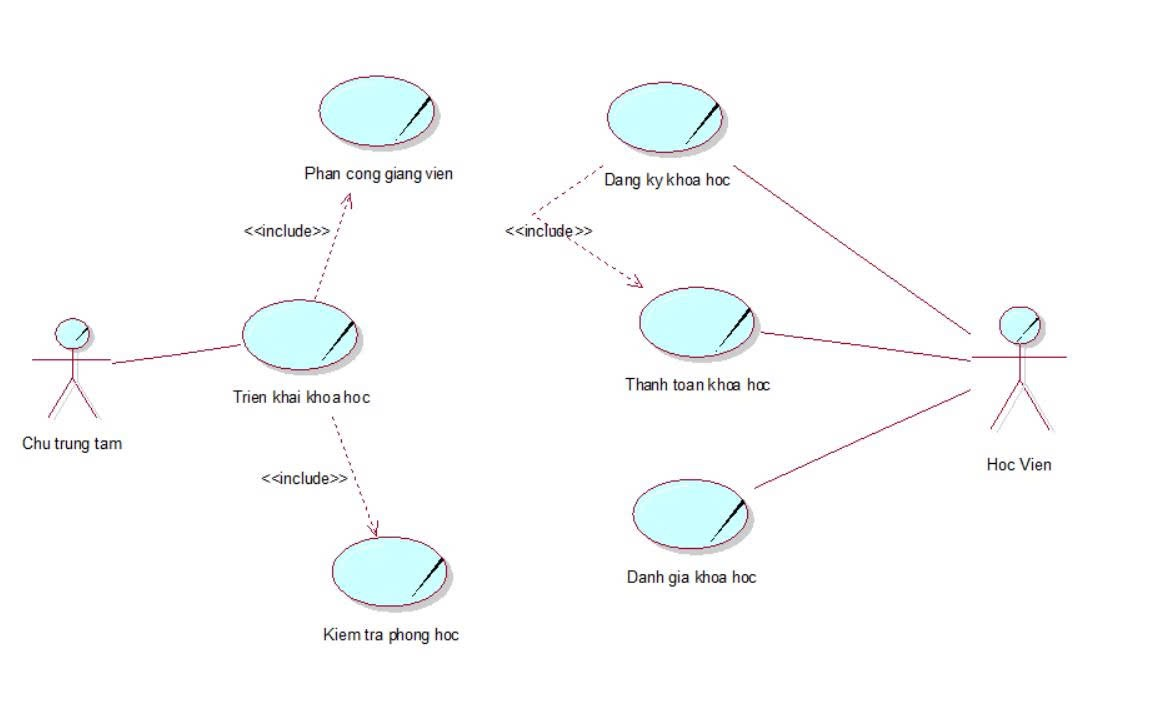 Phan cong giang vien
Dang ky khoa hoc
<<include>>
<<include>>
Trien khai khoa hoc
Thanh toan khoa hoc
Chu trung tam
Hoc Vien
<<include>>
Danh gia khoa hoc
Kiem tra phong hoc